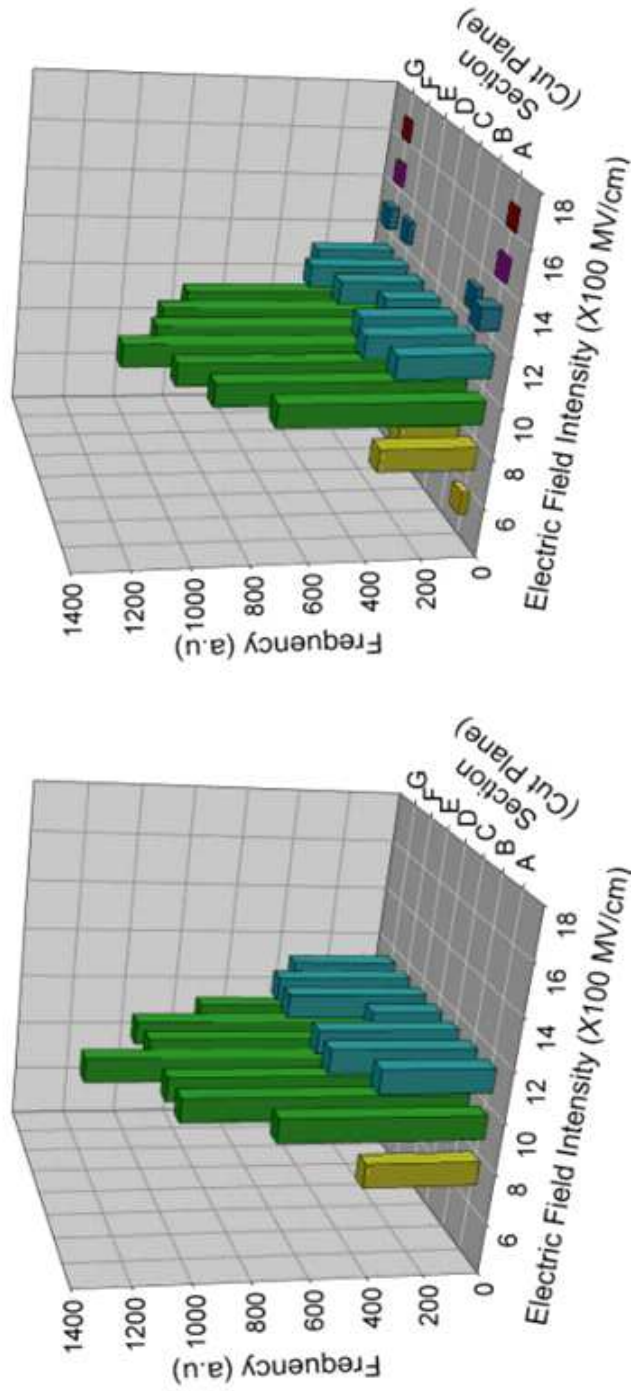 1400
1200
1000
800
600
400
200
0
Frequency (a.u)
6
8
10
12
14
16
18
Electric Field Intensity (X100 MV/cm)
A
B
C
D
E
F
G
Section
(Cut Plane)
1400
1200
1000
800
600
400
200
0
Frequency (a.u)
6
8
10
12
14
16
18
Electric Field Intensity (X100 MV/cm)
A
B
C
D
E
F
G
Section
(Cut Plane)